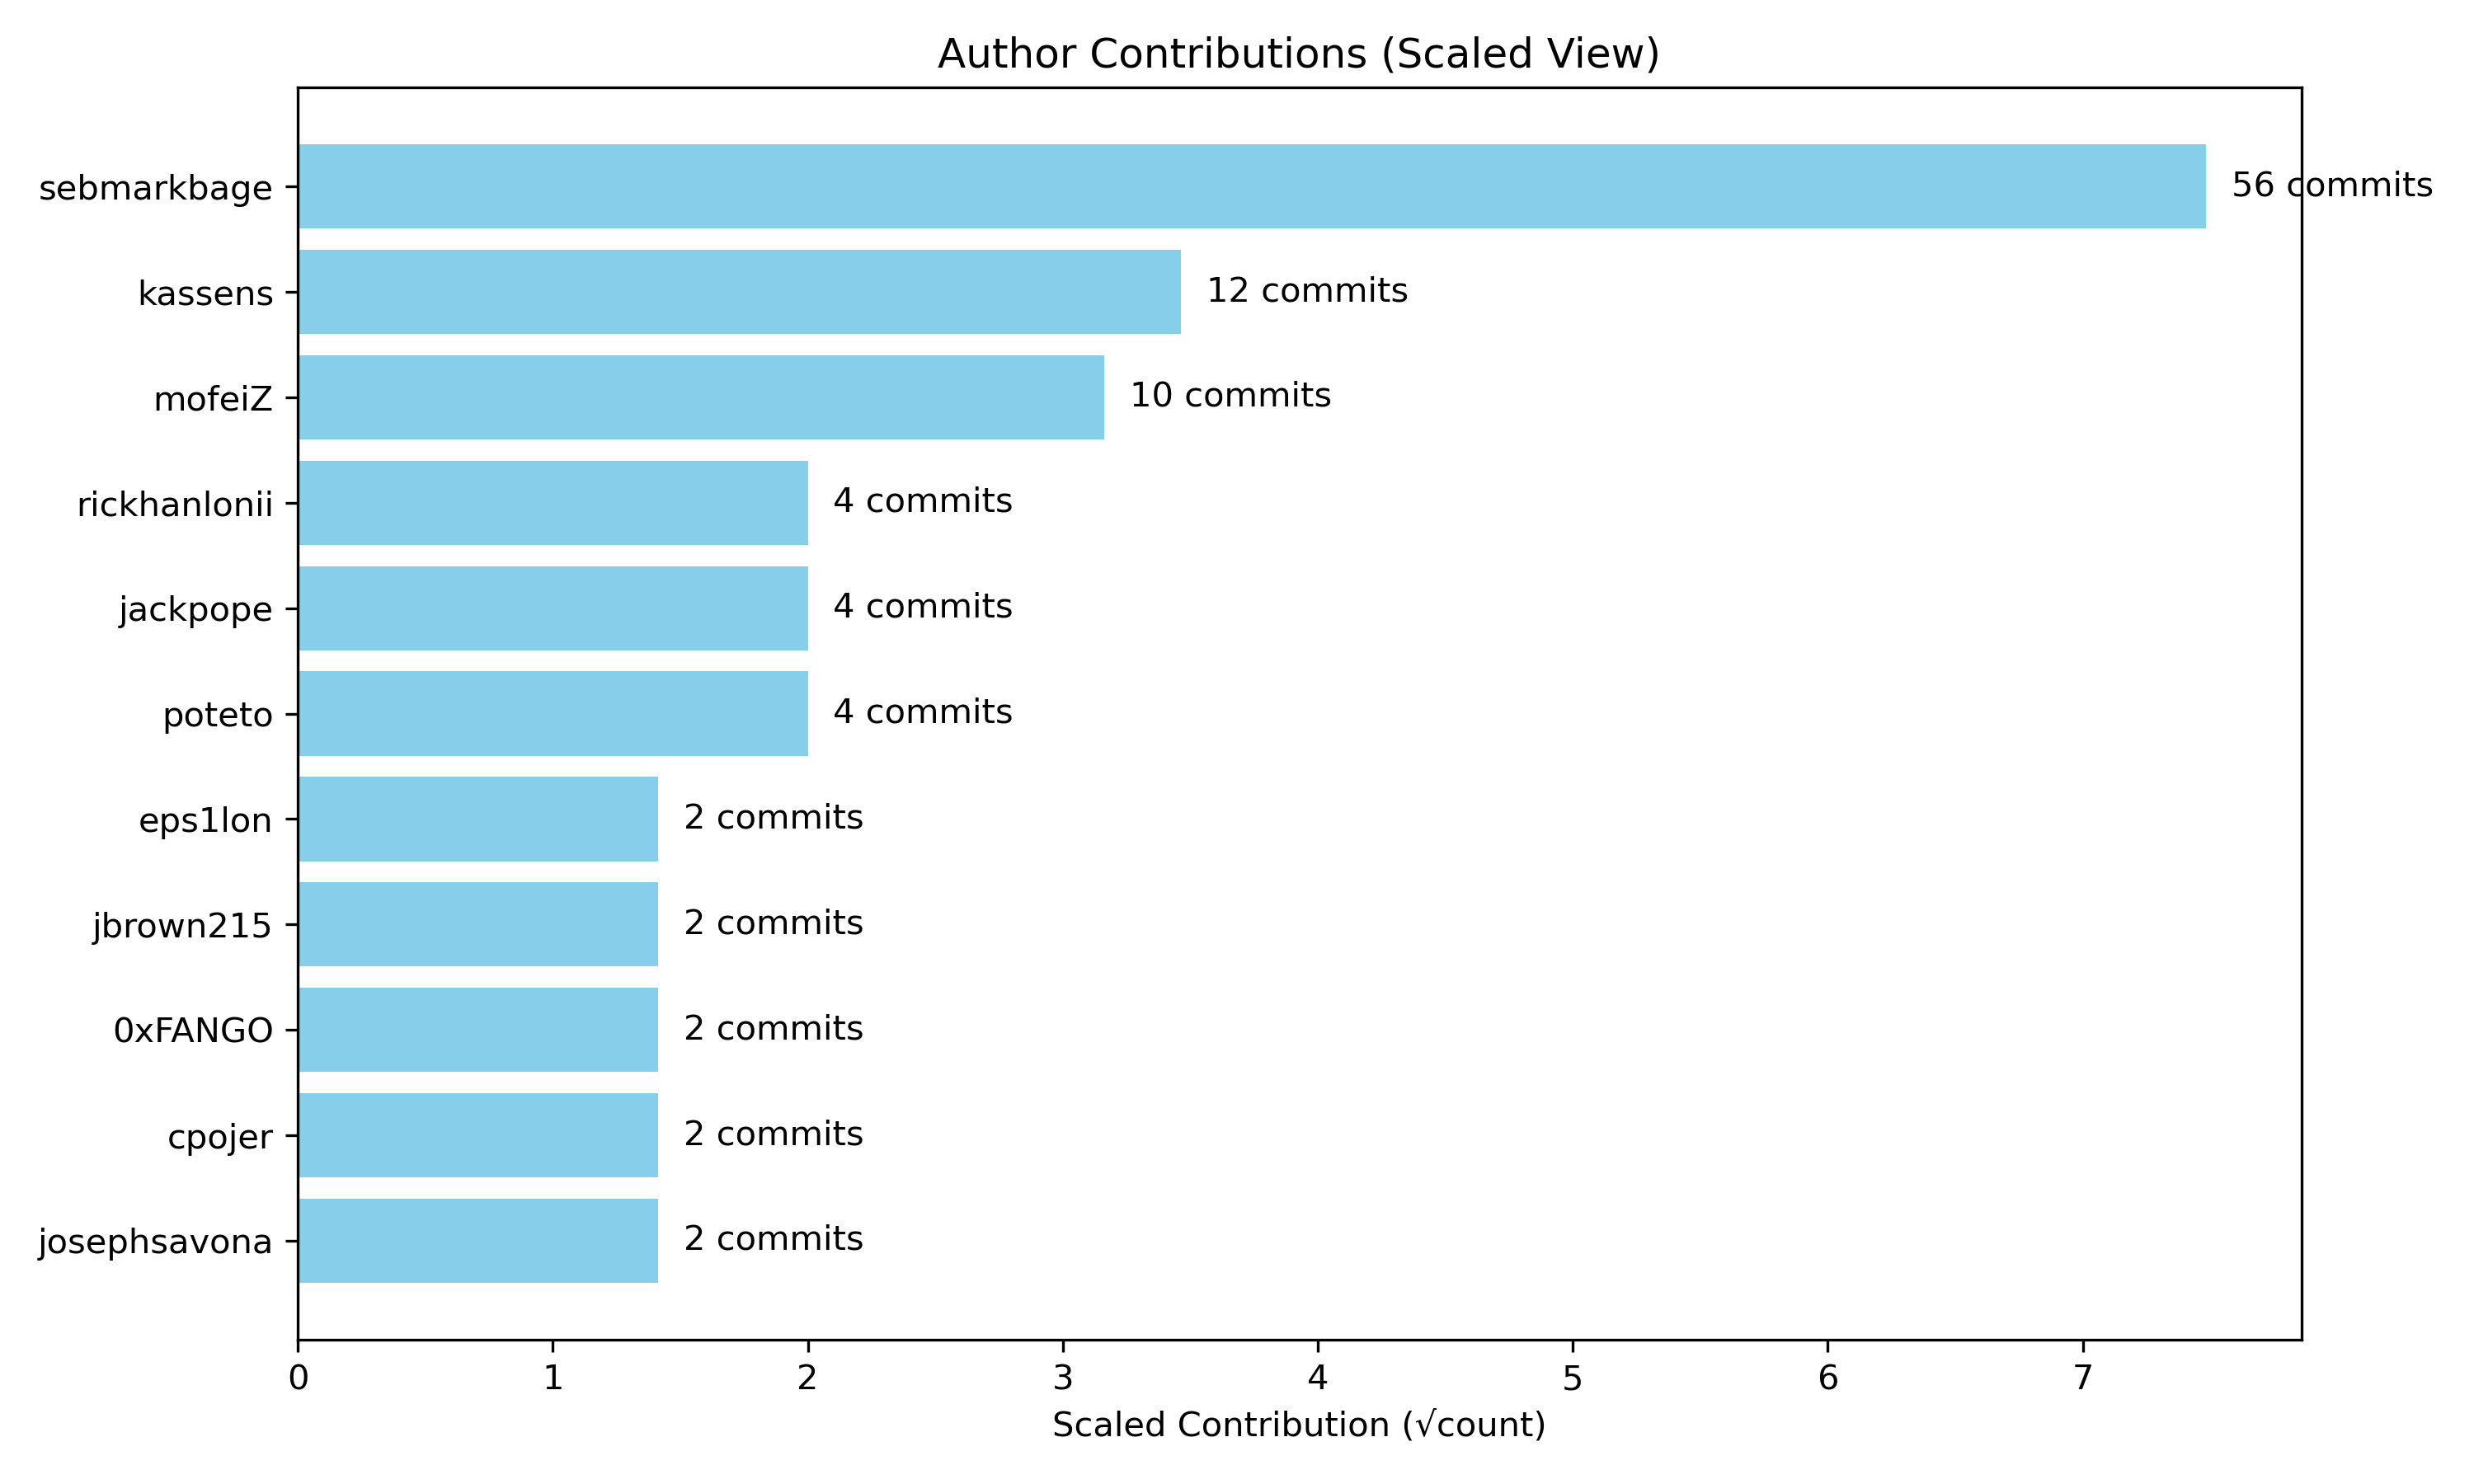 Author Contributions (Scaled View)
sebmarkbage 56 commits
kassens 12 commits
mofeiZ 10 commits
rickhanlonii 4 commits
jackpope 4 commits
poteto 4 commits
eps1lon 2 commits
jbrown215 2 commits
0xFANGO 2 commits
cpojer 2 commits
josephsavona 2 commits
0 1 2 3 4 5 6 7
Scaled Contribution (√count)